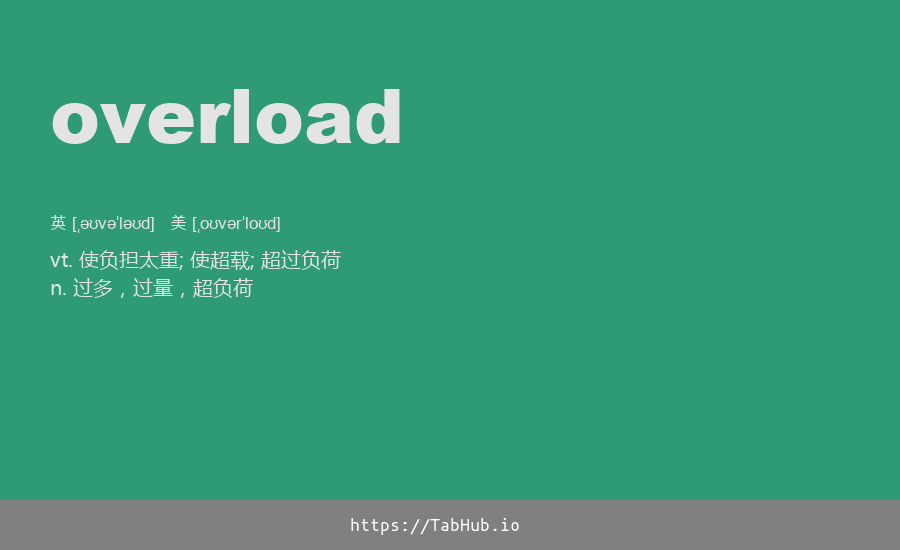 overload
英 [ˌəʊvəˈləʊd] 美 [ˌoʊvərˈloʊd]
vt. 使负担太重; 使超载; 超过负荷
n. 过多，过量，超负荷
https://TabHub.io